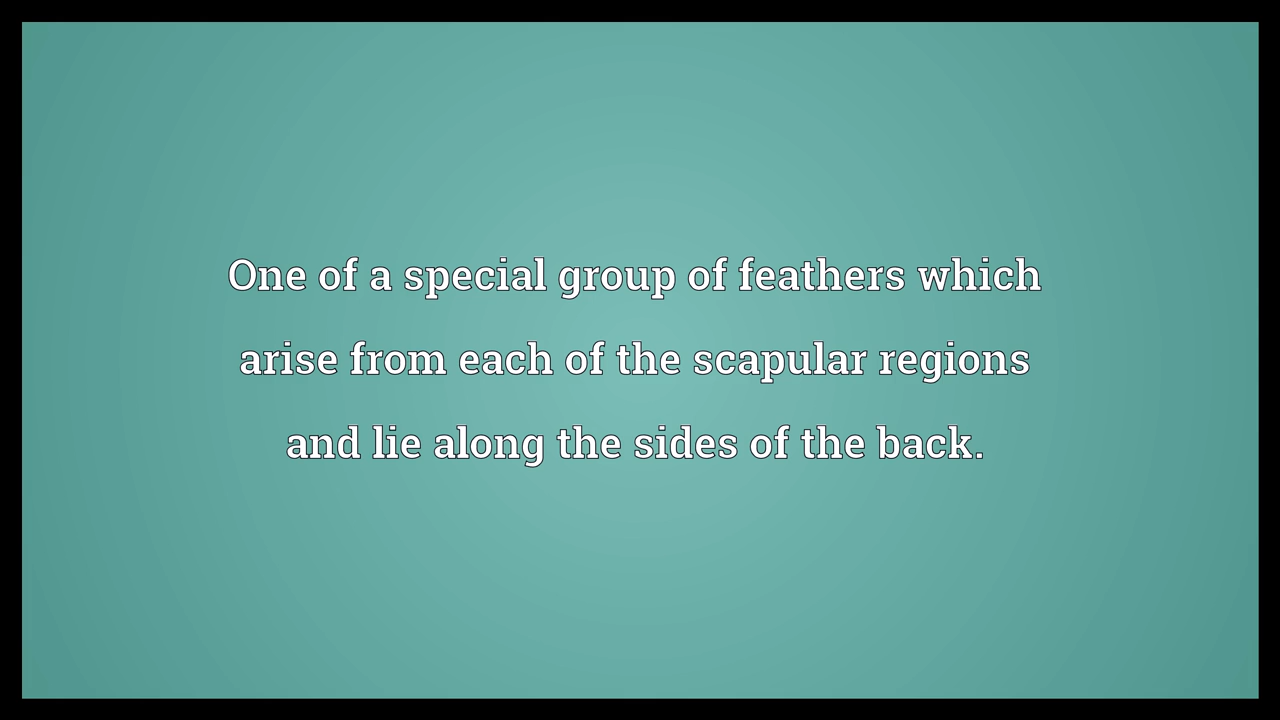 One of a special group of feathers which
arise from each of the scapular regions
and lie along the sides of the back.